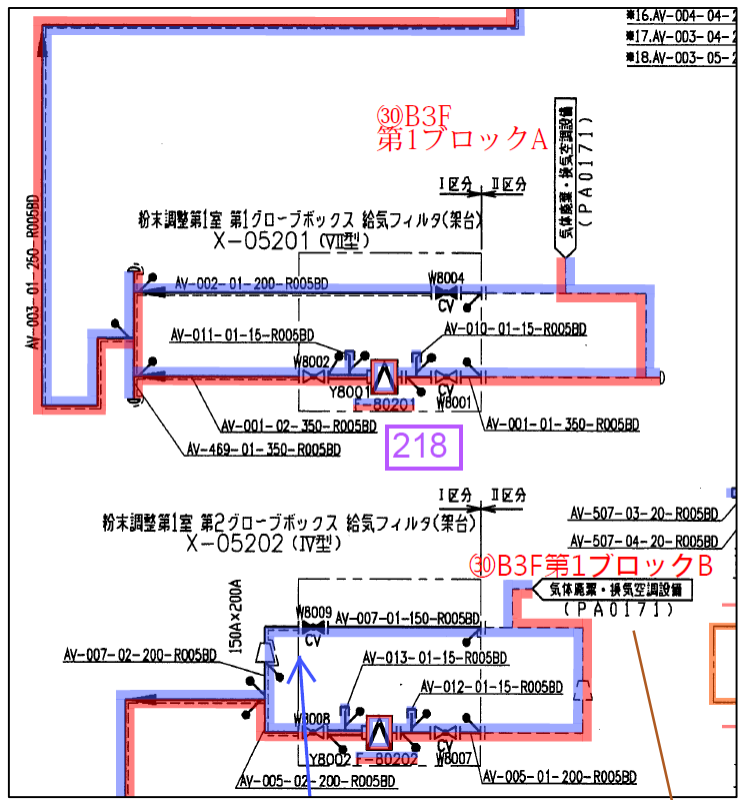 ※16.AV-004-04-2
※17.AV-003-04-2
※18.AV-003-05-2
㉚B3F
第1ブロックA
気体廃棄・換気空調設備
(PA0171)
I区分 II区分
粉末調整第1室 第1グローブボックス 給気フィルタ(架台)
X-05201 (Ⅶ型)
AV-003-01-250-R005BD
AV-002-01-200-R005BD
W8004
CV
AV-011-01-15-R005BD
AV-010-01-15-R005BD
W8002
Y8001
F-80201
CV
W8001
AV-001-02-350-R005BD
AV-001-01-350-R005BD
AV-469-01-350-R005BD
218
I区分 II区分
粉末調整第1室 第2グローブボックス 給気フィルタ(架台)
X-05202 (Ⅳ型)
AV-507-03-20-R005BD
AV-507-04-20-R005BD
㉚B3F第1ブロックB
気体廃棄・換気空調設備
(PA0171)
150A×200A
W8009
CV
AV-007-01-150-R005BD
AV-007-02-200-R005BD
AV-013-01-15-R005BD
AV-012-01-15-R005BD
W8008
Y8002
F-80202
CV
W8007
AV-005-02-200-R005BD
AV-005-01-200-R005BD